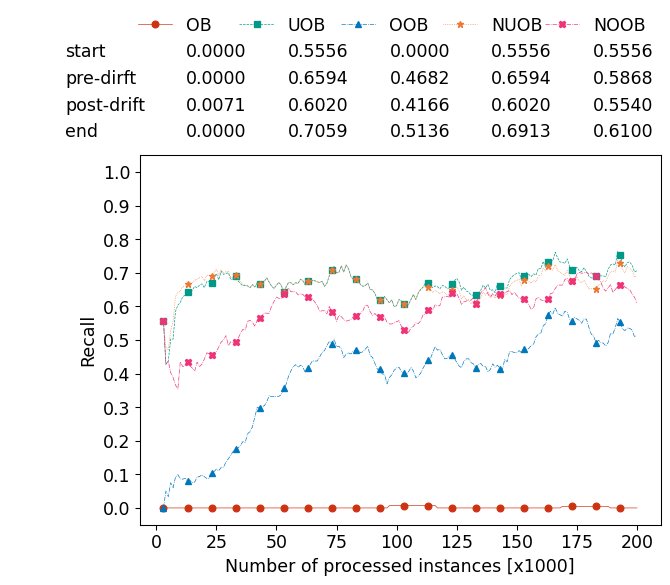 OB UOB OOB NUOB NOOB
start 0.0000 0.5556 0.0000 0.5556 0.5556
pre-dirft 0.0000 0.6594 0.4682 0.6594 0.5868
post-drift 0.0071 0.6020 0.4166 0.6020 0.5540
end 0.0000 0.7059 0.5136 0.6913 0.6100
1.0
0.9
0.8
0.7
0.6
0.5
0.4
0.3
0.2
0.1
0.0
Recall
0 25 50 75 100 125 150 175 200
Number of processed instances [x1000]